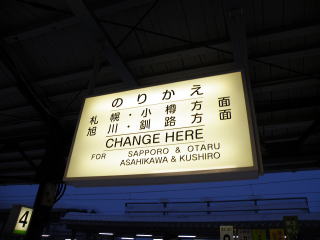 のりかえ
札幌・小樽方面
旭川・釧路方面
CHANGE HERE
FOR SAPPORO & OTARU
ASAHIKAWA & KUSHIRO
4